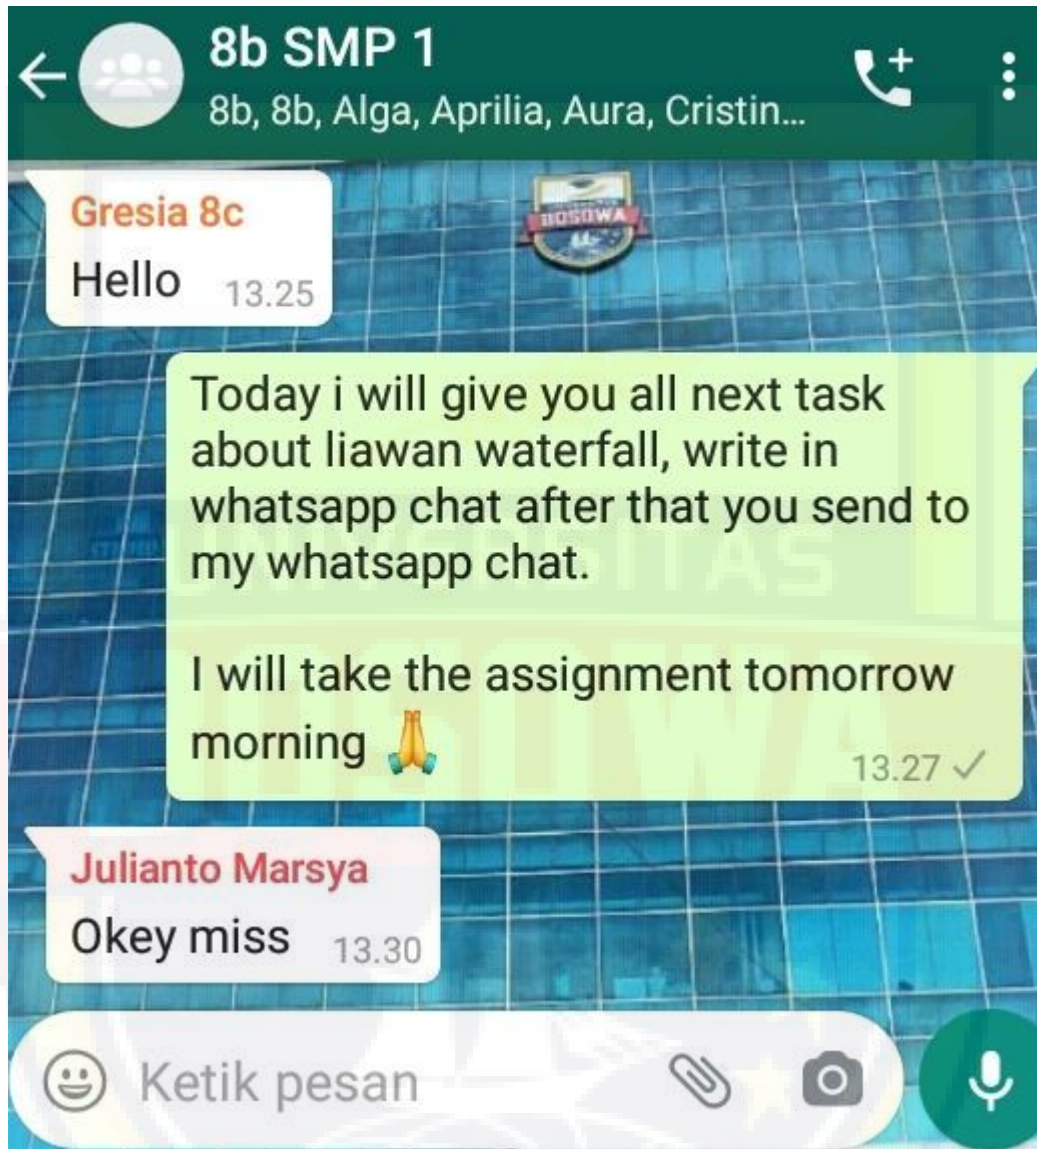 8b SMP 1
8b, 8b, Alga, Aprilia, Aura, Cristin...
BOSOWA
Gresia 8c
Hello 13.25
Today i will give you all next task
about liawan waterfall, write in
whatsapp chat after that you send to
my whatsapp chat.
UNIVERSITAS
I will take the assignment tomorrow
morning 🙏
13.27
BOSOWA
Julianto Marsya
Okey miss 13.30
Ketik pesan